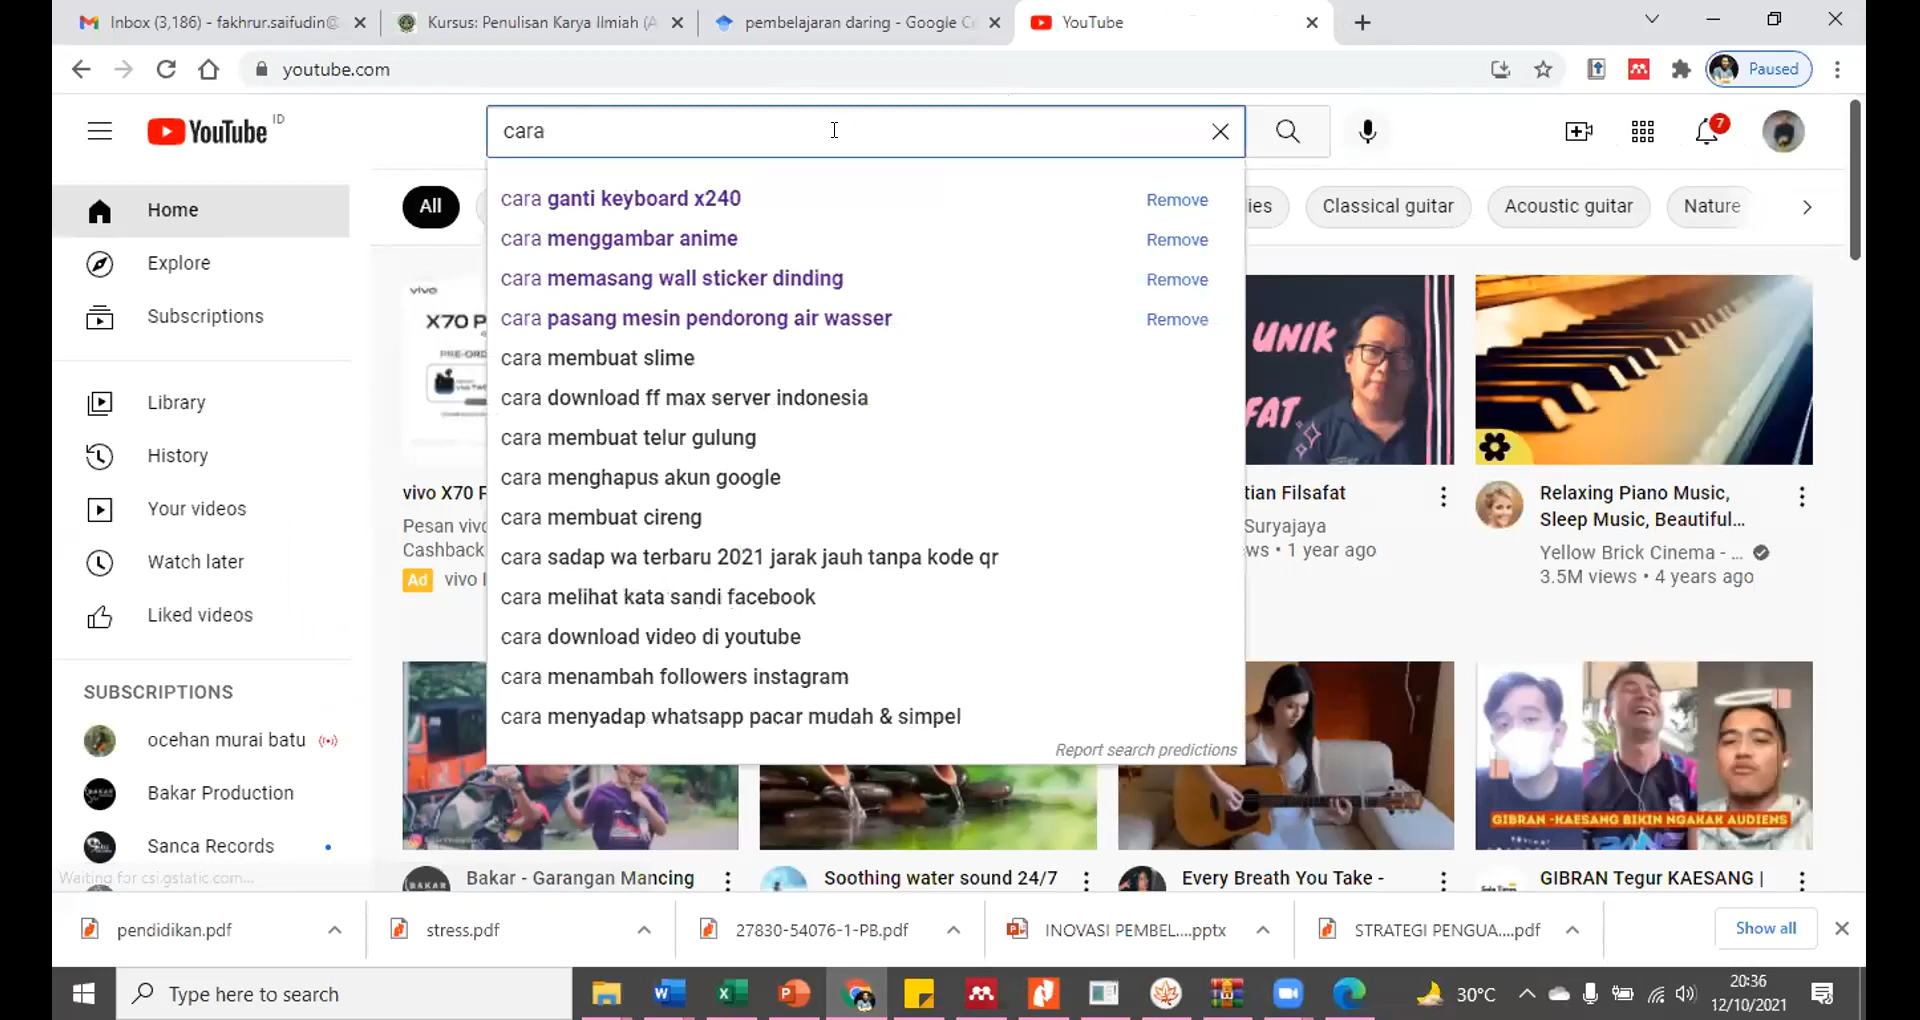 Inbox (3,186) - fakhrur.saifudin@
Kursus: Penulisan Karya Ilmiah (A
pembelajaran daring - Google C
YouTube
youtube.com
Paused
YouTube ID
cara
7
Home
Explore
Subscriptions
Library
History
Your videos
Watch later
Liked videos
SUBSCRIPTIONS
ocehan murai batu
Bakar Production
Sanca Records
Waiting for csi.gstatic.com...
All
Classical guitar
Acoustic guitar
Nature
cara ganti keyboard x240 Remove
cara menggambar anime Remove
cara memasang wall sticker dinding Remove
cara pasang mesin pendorong air wasser Remove
cara membuat slime
cara download ff max server indonesia
cara membuat telur gulung
cara menghapus akun google
cara membuat cireng
cara sadap wa terbaru 2021 jarak jauh tanpa kode qr
cara melihat kata sandi facebook
cara download video di youtube
cara menambah followers instagram
cara menyadap whatsapp pacar mudah & simpel
Report search predictions
vivo
X70 P
PRE-ORD
vivo X70 P
Pesan vivo
Cashback
Ad vivo I
UNIK
FAT
tian Filsafat
Suryajaya
ws • 1 year ago
Relaxing Piano Music,
Sleep Music, Beautiful...
Yellow Brick Cinema - ...
3.5M views • 4 years ago
GIBRAN -KAESANG BIKIN NGAKAK AUDIENS
BAKAR
Bakar - Garangan Mancing
Soothing water sound 24/7
Every Breath You Take -
GIBRAN Tegur KAESANG |
pendidikan.pdf
stress.pdf
27830-54076-1-PB.pdf
INOVASI PEMBEL....pptx
STRATEGI PENGUA....pdf
Show all
Type here to search
30°C
20:36
12/10/2021